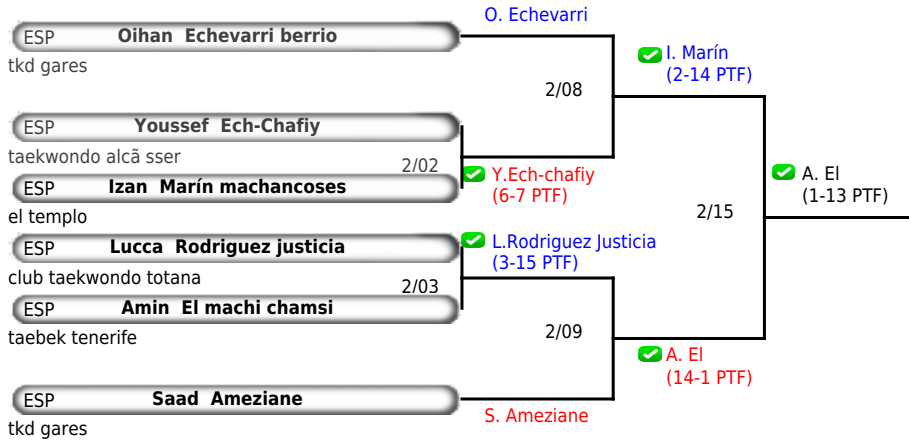 O. Echevarri
ESP Oihan Echevarri berrio
tkd gares
I. Marín
(2-14 PTF)
2/08
ESP Youssef Ech-Chafiy
taekwondo alcã sser
2/02
Y.Ech-chafiy
(6-7 PTF)
A. El
(1-13 PTF)
ESP Izan Marín machancoses
el templo
2/15
ESP Lucca Rodriguez justicia
L.Rodriguez Justicia
(3-15 PTF)
club taekwondo totana
2/03
ESP Amin El machi chamsi
taebek tenerife
2/09
A. El
(14-1 PTF)
ESP Saad Ameziane
S. Ameziane
tkd gares